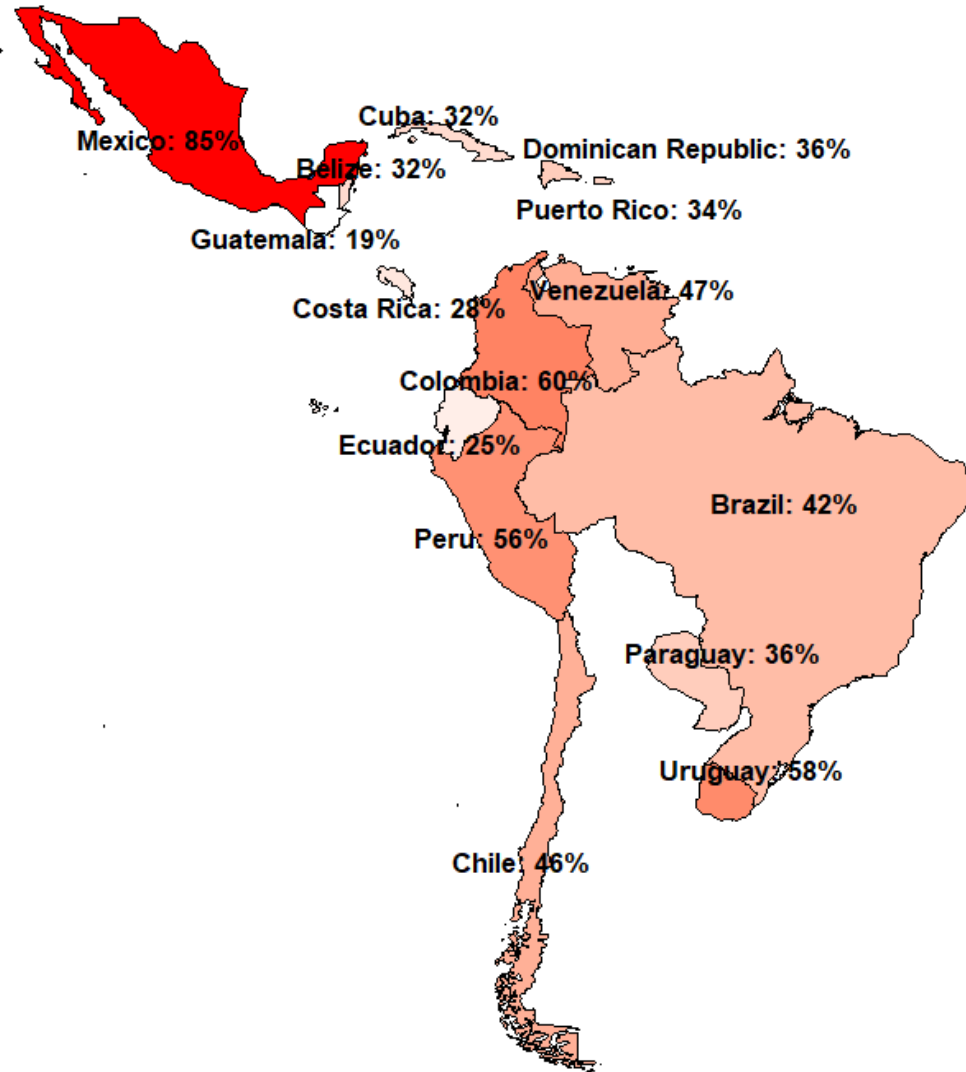 Cuba: 32%
Mexico: 85%
Dominican Republic: 36%
Belize: 32%
Puerto Rico: 34%
Guatemala: 19%
Venezuela: 47%
Costa Rica: 28%
Colombia: 60%
Ecuador: 25%
Brazil: 42%
Peru: 56%
Paraguay: 36%
Uruguay: 58%
Chile: 46%